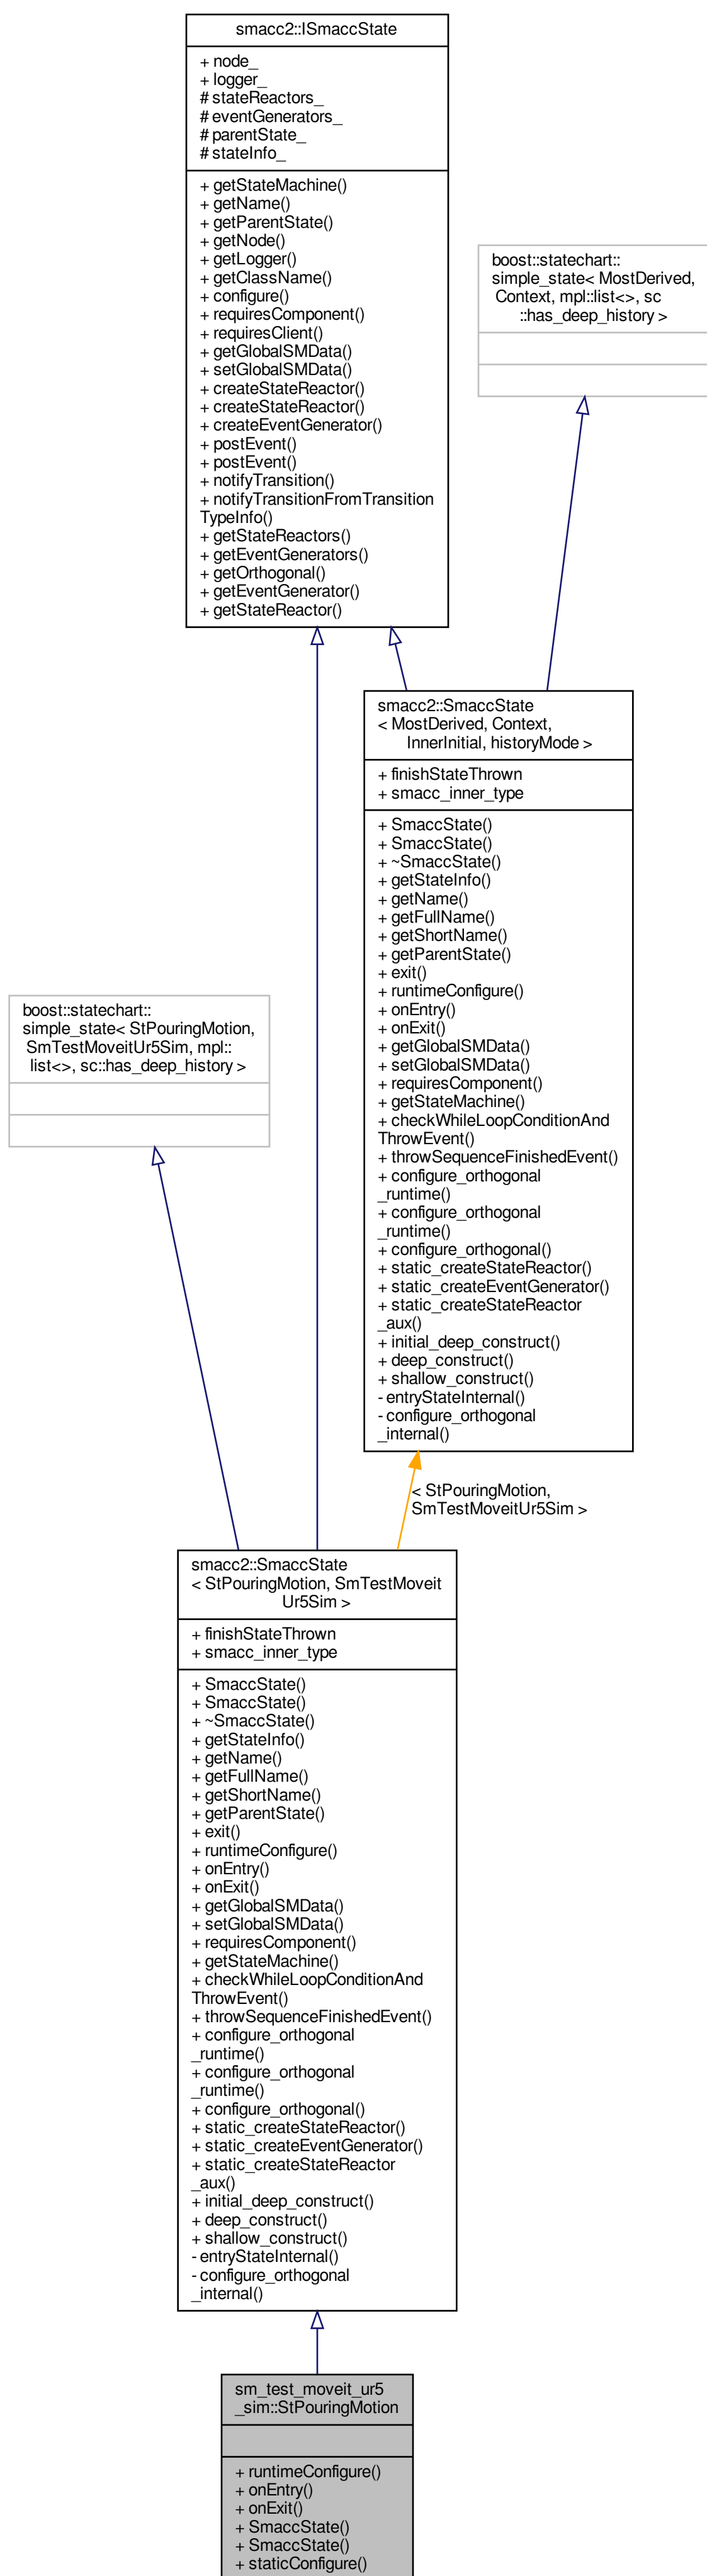 smacc2::ISmaccState
+ node_
+ logger_
# stateReactors_
# eventGenerators_
# parentState_
# stateInfo_
+ getStateMachine()
+ getName()
+ getParentState()
+ getNode()
+ getLogger()
+ getClassName()
+ configure()
+ requiresComponent()
+ requiresClient()
+ getGlobalSMData()
+ setGlobalSMData()
+ createStateReactor()
+ createStateReactor()
+ createEventGenerator()
+ postEvent()
+ postEvent()
+ notifyTransition()
+ notifyTransitionFromTransition
TypeInfo()
+ getStateReactors()
+ getEventGenerators()
+ getOrthogonal()
+ getEventGenerator()
+ getStateReactor()
boost::statechart::
simple_state< MostDerived,
Context, mpl::list<>, sc
::has_deep_history >
smacc2::SmaccState
< MostDerived, Context,
InnerInitial, historyMode >
+ finishStateThrown
+ smacc_inner_type
+ SmaccState()
+ SmaccState()
+ ~SmaccState()
+ getStateInfo()
+ getName()
+ getFullName()
+ getShortName()
+ getParentState()
+ exit()
+ runtimeConfigure()
+ onEntry()
+ onExit()
+ getGlobalSMData()
+ setGlobalSMData()
+ requiresComponent()
+ getStateMachine()
+ checkWhileLoopConditionAnd
ThrowEvent()
+ throwSequenceFinishedEvent()
+ configure_orthogonal
_runtime()
+ configure_orthogonal
_runtime()
+ configure_orthogonal()
+ static_createStateReactor()
+ static_createEventGenerator()
+ static_createStateReactor
_aux()
+ initial_deep_construct()
+ deep_construct()
+ shallow_construct()
- entryStateInternal()
- configure_orthogonal
_internal()
boost::statechart::
simple_state< StPouringMotion,
SmTestMoveitUr5Sim, mpl::
list<>, sc::has_deep_history >
< StPouringMotion,
SmTestMoveitUr5Sim >
smacc2::SmaccState
< StPouringMotion, SmTestMoveit
Ur5Sim >
+ finishStateThrown
+ smacc_inner_type
+ SmaccState()
+ SmaccState()
+ ~SmaccState()
+ getStateInfo()
+ getName()
+ getFullName()
+ getShortName()
+ getParentState()
+ exit()
+ runtimeConfigure()
+ onEntry()
+ onExit()
+ getGlobalSMData()
+ setGlobalSMData()
+ requiresComponent()
+ getStateMachine()
+ checkWhileLoopConditionAnd
ThrowEvent()
+ throwSequenceFinishedEvent()
+ configure_orthogonal
_runtime()
+ configure_orthogonal
_runtime()
+ configure_orthogonal()
+ static_createStateReactor()
+ static_createEventGenerator()
+ static_createStateReactor
_aux()
+ initial_deep_construct()
+ deep_construct()
+ shallow_construct()
- entryStateInternal()
- configure_orthogonal
_internal()
sm_test_moveit_ur5
_sim::StPouringMotion
+ runtimeConfigure()
+ onEntry()
+ onExit()
+ SmaccState()
+ SmaccState()
+ staticConfigure()